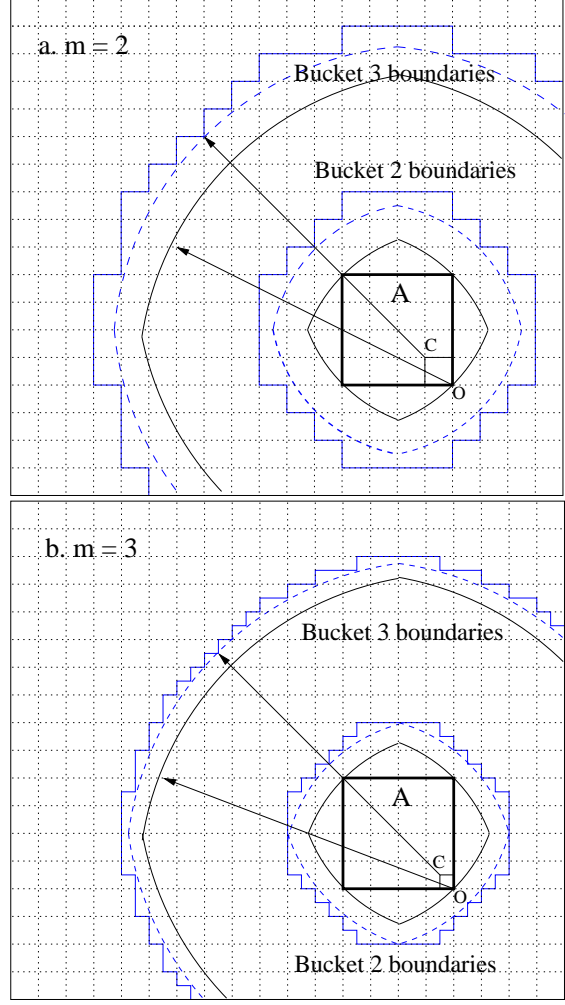 a. m = 2
Bucket 3 boundaries
Bucket 2 boundaries
A
C
O
b. m = 3
Bucket 3 boundaries
A
C
O
Bucket 2 boundaries